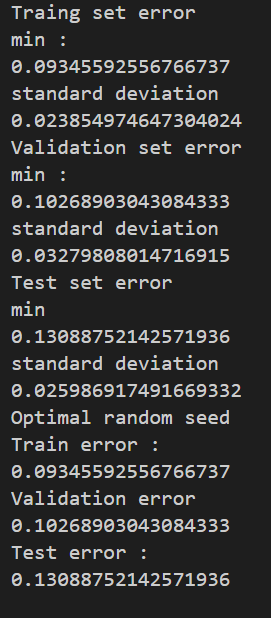 Traing set error
min :
0.09345592556766737
standard deviation
0.023854974647304024
Validation set error
min :
0.10268903043084333
standard deviation
0.03279808014716915
Test set error
min
0.13088752142571936
standard deviation
0.025986917491669332
Optimal random seed
Train error :
0.09345592556766737
Validation error
0.10268903043084333
Test error :
0.13088752142571936